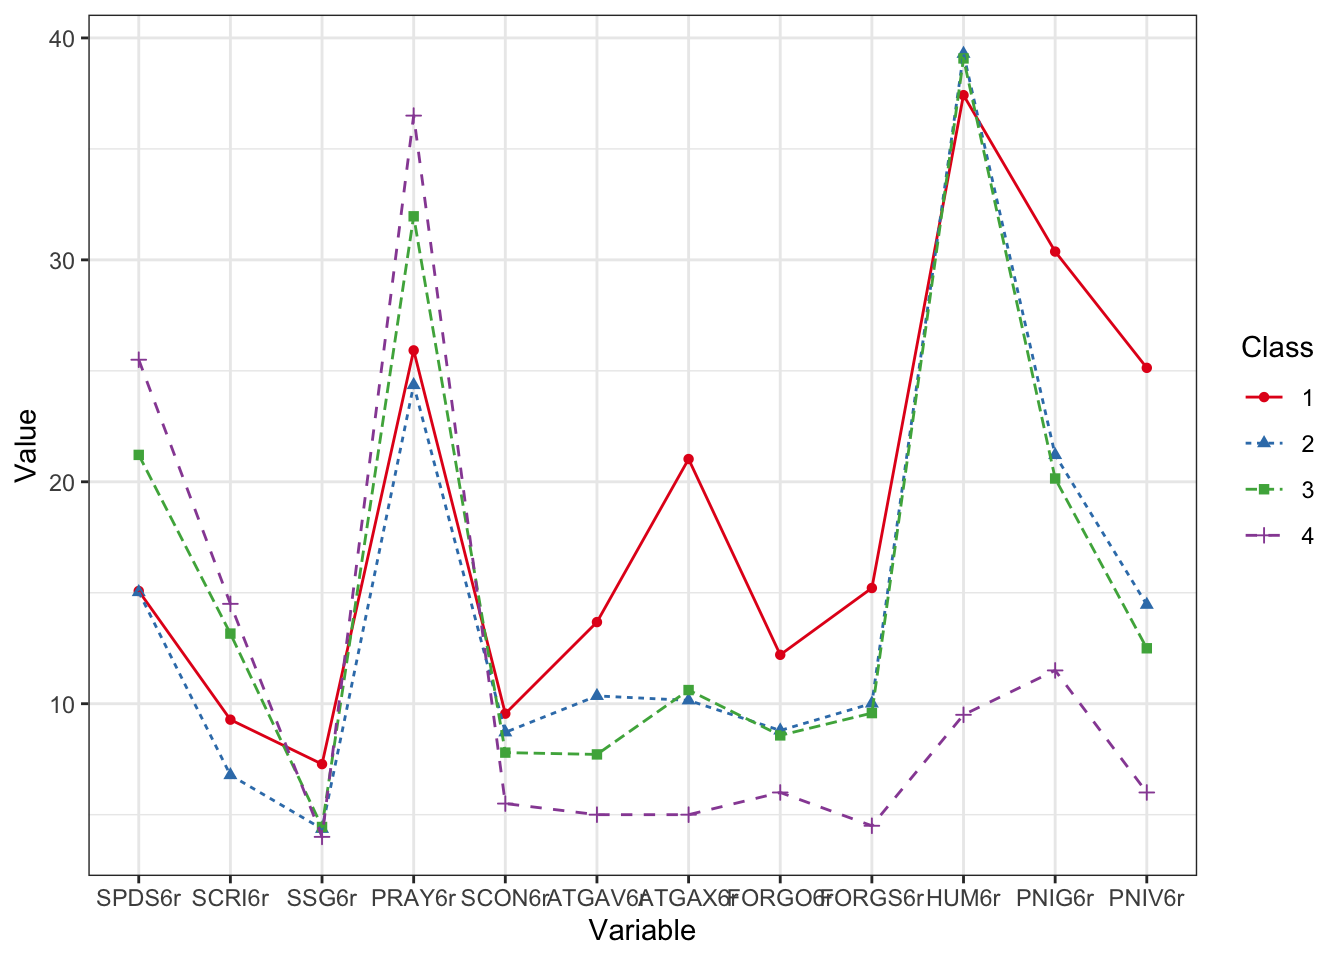 40
30
20
10
Value
SPDS6r SCRI6r SSG6r PRAY6r SCON6r ATGAV6r ATGAX6r FORGO6r FORGS6r HUM6r PNIG6r PNIV6r
Variable
Class
1
2
3
4